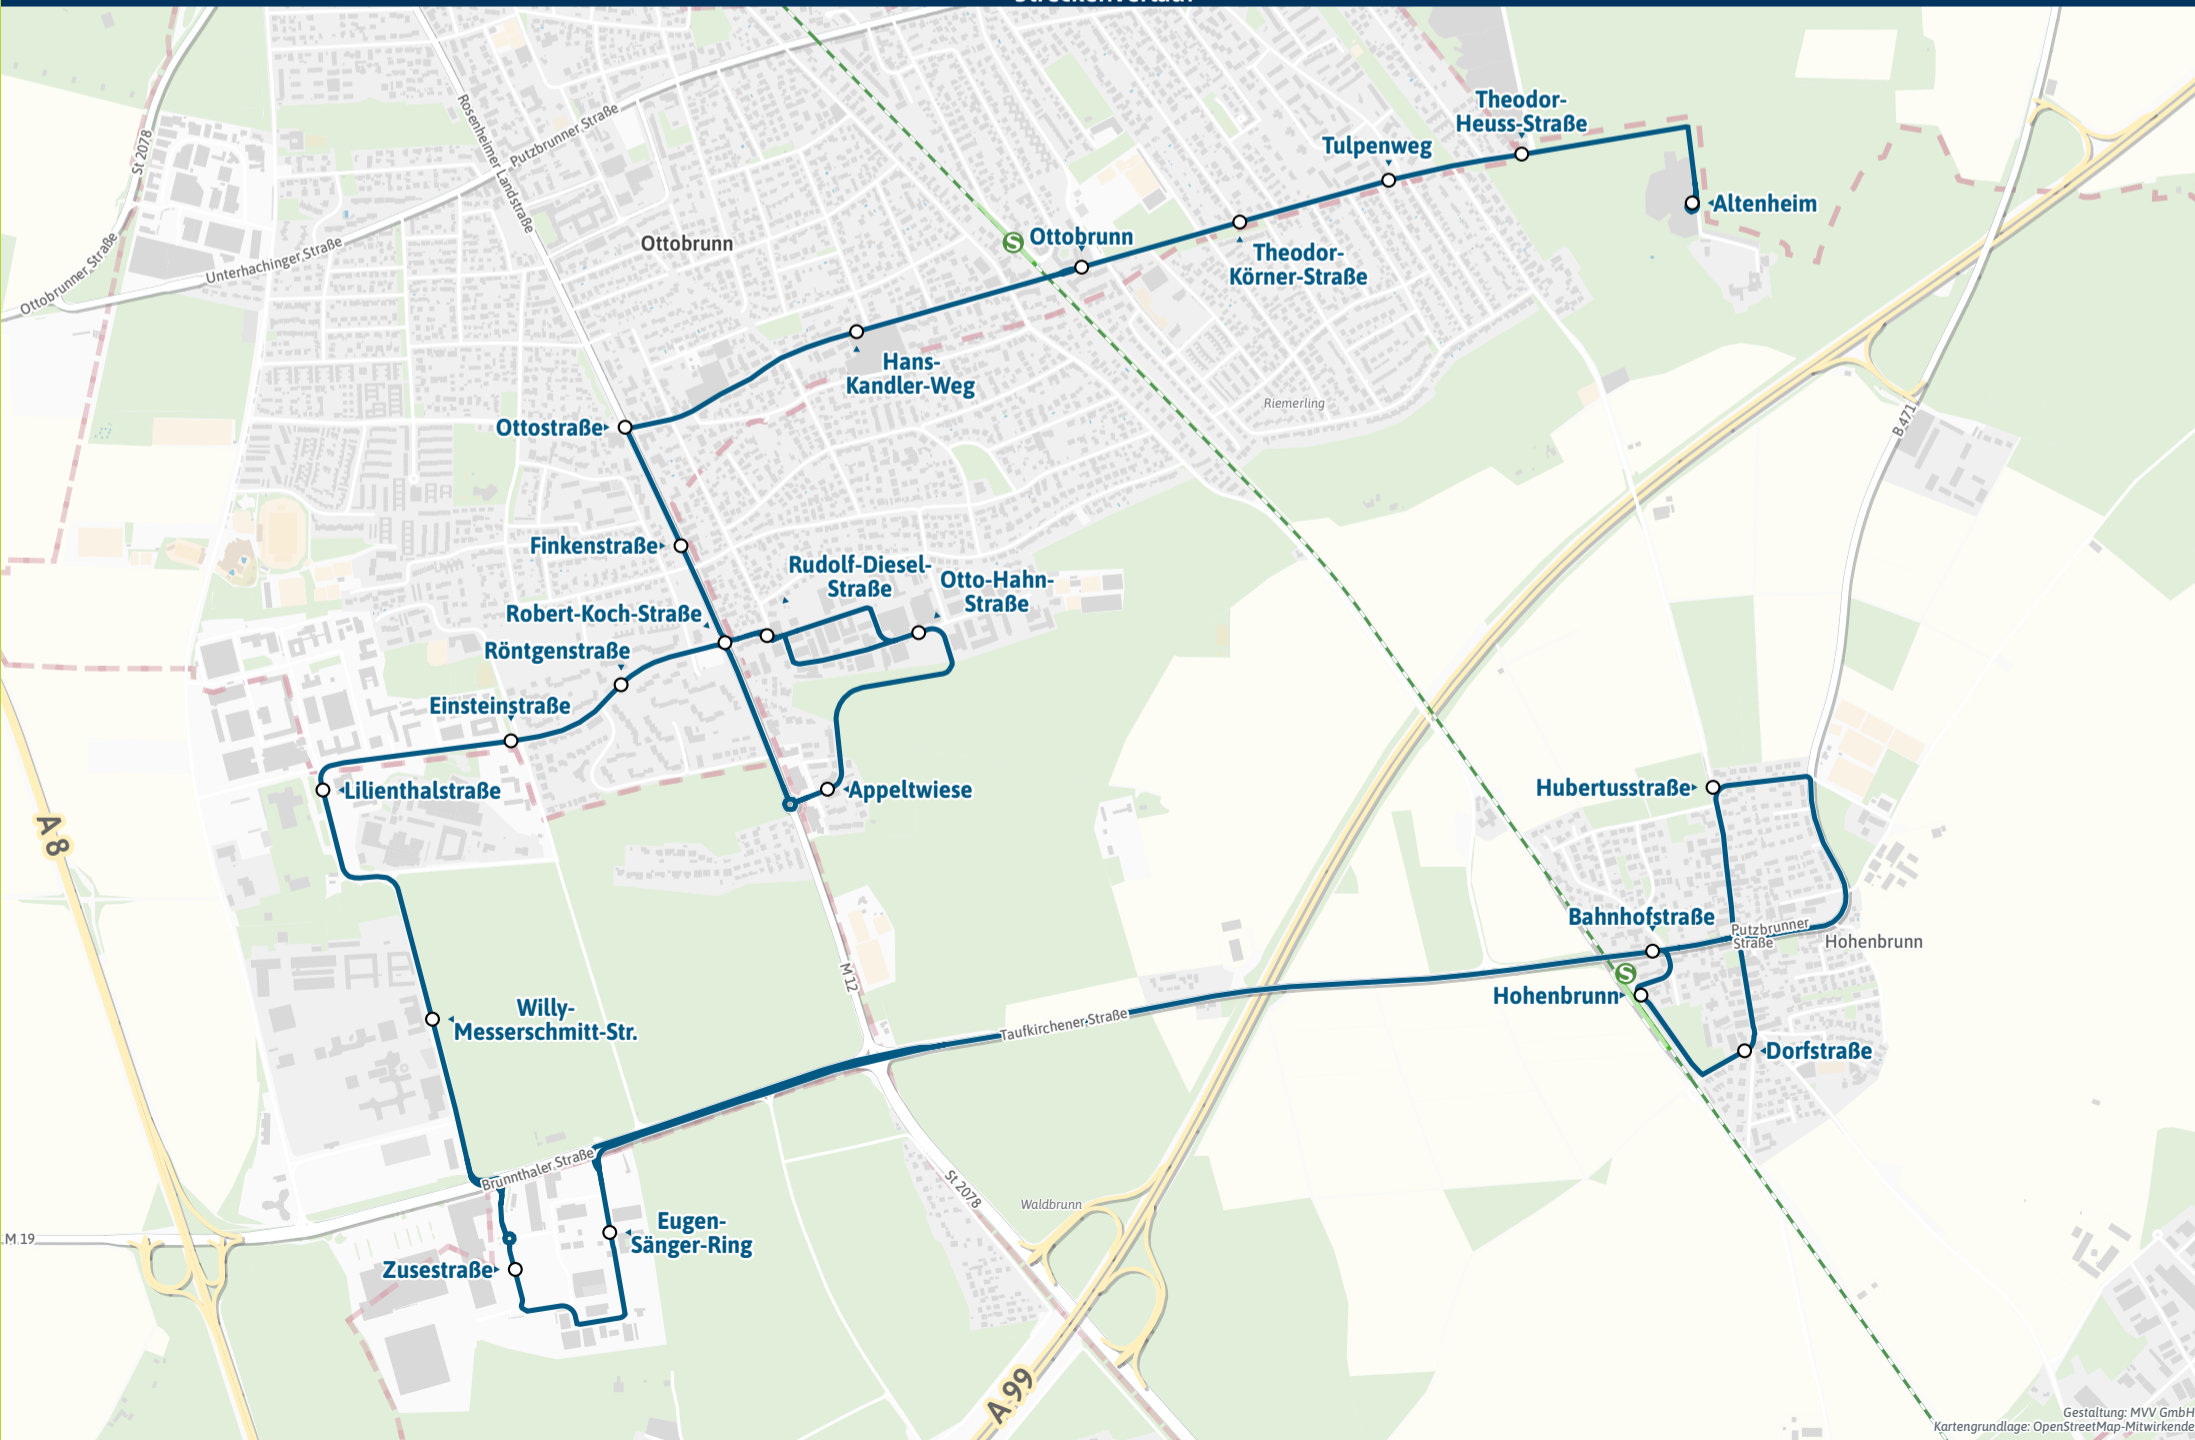 Streckenverlauf
St 2078
Rosenheimer Landstraße
Putzbrunner Straße
Theodor-
Heuss-Straße
Tulpenweg
Altenheim
Ottobrunner Straße
Unterhachinger Straße
Ottobrunn
S
Ottobrunn
Theodor-
Körner-Straße
Hans-
Kandler-Weg
Riemerling
B 471
Ottostraße
Finkenstraße
Rudolf-Diesel-
Straße
Otto-Hahn-
Straße
Robert-Koch-Straße
Röntgenstraße
Einsteinstraße
Lilienthalstraße
Appeltwiese
Hubertusstraße
A 8
Bahnhofstraße
Putzbrunner
Straße
Hohenbrunn
S
Hohenbrunn
M 12
Willy-
Messerschmitt-Str.
Taufkirchener Straße
Dorfstraße
Brunnthaler Straße
St 2078
Waldbrunn
M 19
Eugen-
Sänger-Ring
Zusestraße
A 99
Gestaltung: MVV GmbH
Kartengrundlage: OpenStreetMap-Mitwirkende